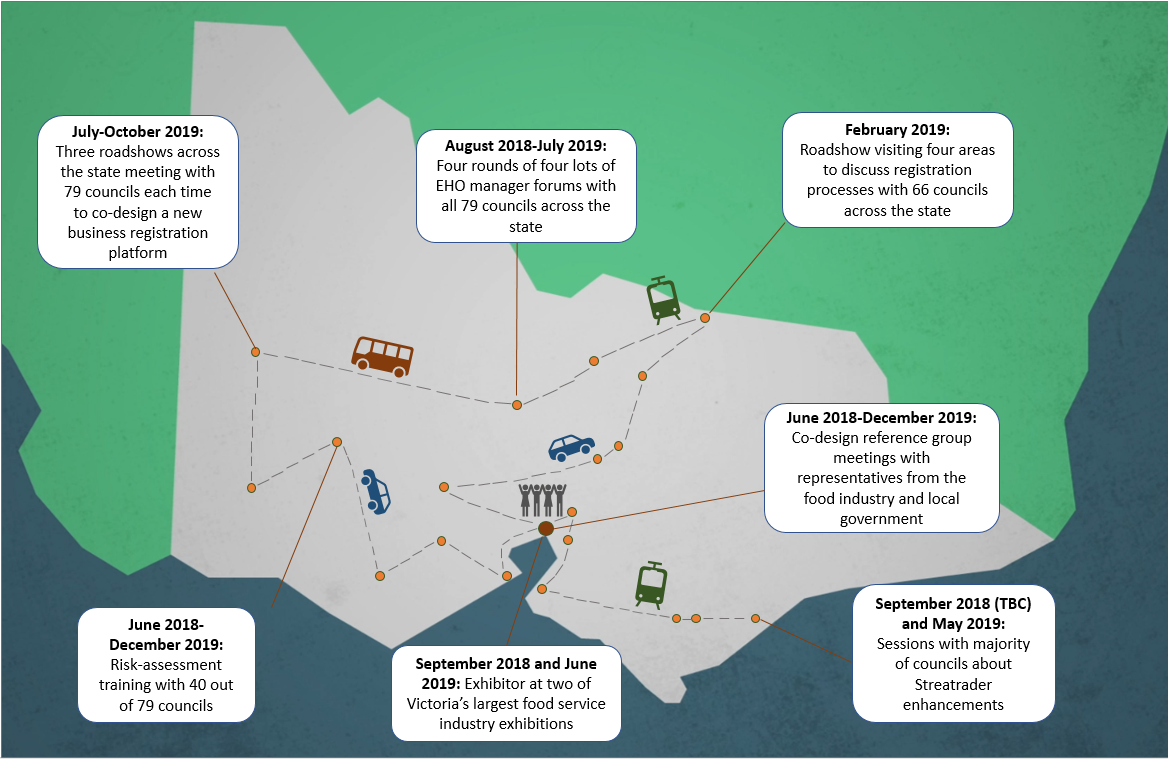 July-October 2019:
Three roadshows across
the state meeting with
79 councils each time
to co-design a new
business registration
platform
August 2018-July 2019:
Four rounds of four lots of
EHO manager forums with
all 79 councils across the
state
February 2019:
Roadshow visiting four areas
to discuss registration
processes with 66 councils
across the state
June 2018-December 2019:
Co-design reference group
meetings with
representatives from the
food industry and local
government
June 2018-
December 2019:
Risk-assessment
training with 40 out
of 79 councils
September 2018 and June
2019: Exhibitor at two of
Victoria's largest food service
industry exhibitions
September 2018 (TBC)
and May 2019:
Sessions with majority
of councils about
Streatrader
enhancements